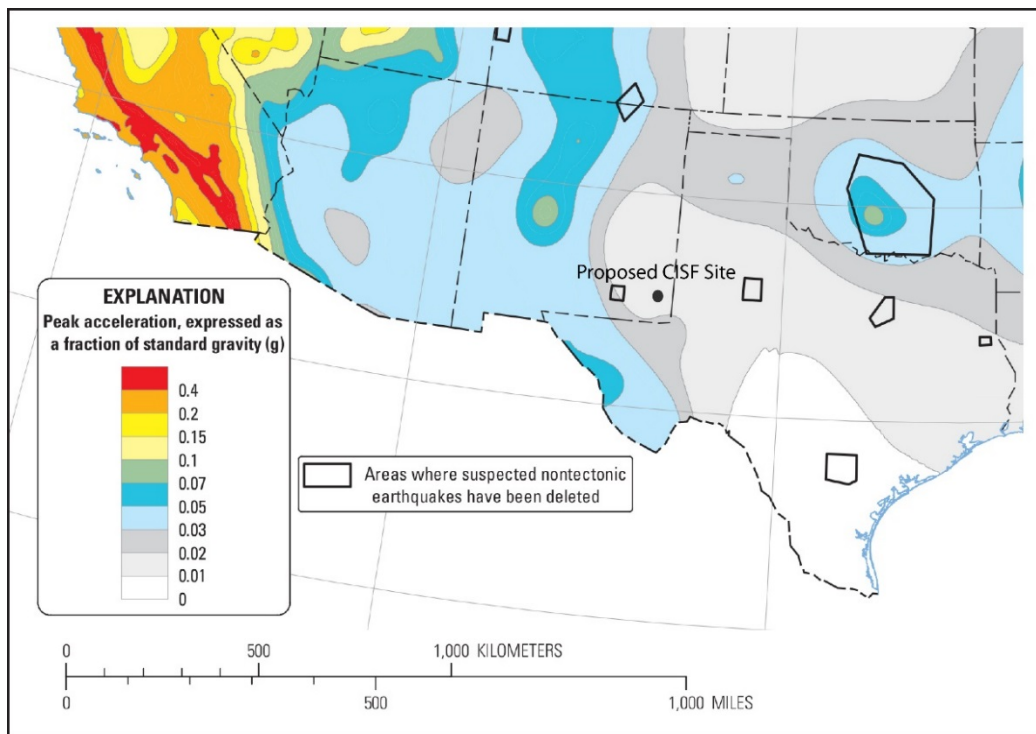 Proposed CISF Site
EXPLANATION
Peak acceleration, expressed as
a fraction of standard gravity (g)
0.4
0.2
0.15
0.1
0.07
0.05
0.03
0.02
0.01
0
Areas where suspected nontectonic
earthquakes have been deleted
0 500 1,000 KILOMETERS
0 500 1,000 MILES